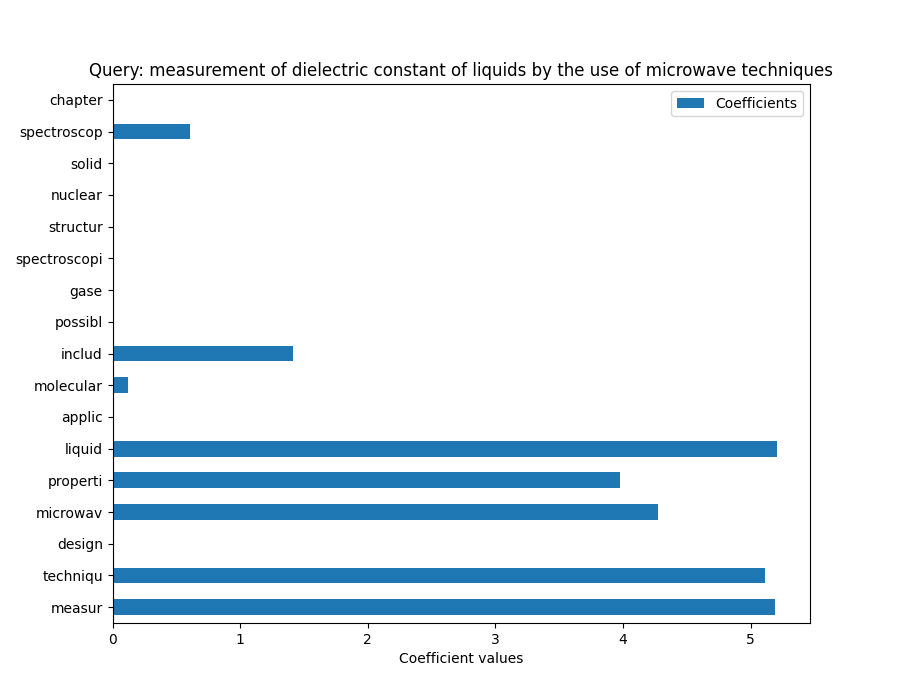 Query: measurement of dielectric constant of liquids by the use of microwave techniques
Coefficients
chapter
spectroscop
solid
nuclear
structur
spectroscopi
gase
possibl
includ
molecular
applic
liquid
properti
microwav
design
techniqu
measur
0 1 2 3 4 5
Coefficient values